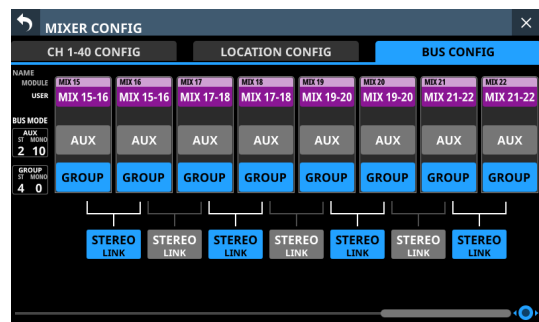 MIXER CONFIG
CH 1-40 CONFIG LOCATION CONFIG BUS CONFIG
NAME
MODULE MIX 15 MIX 16 MIX 17 MIX 18 MIX 19 MIX 20 MIX 21 MIX 22
USER MIX 15-16 MIX 15-16 MIX 17-18 MIX 17-18 MIX 19-20 MIX 19-20 MIX 21-22 MIX 21-22
BUS MODE
AUX
ST MONO
2 10
AUX AUX AUX AUX AUX AUX AUX AUX
GROUP
ST MONO
4 0
GROUP GROUP GROUP GROUP GROUP GROUP GROUP GROUP
STEREO STEREO STEREO STEREO STEREO STEREO STEREO
LINK LINK LINK LINK LINK LINK LINK